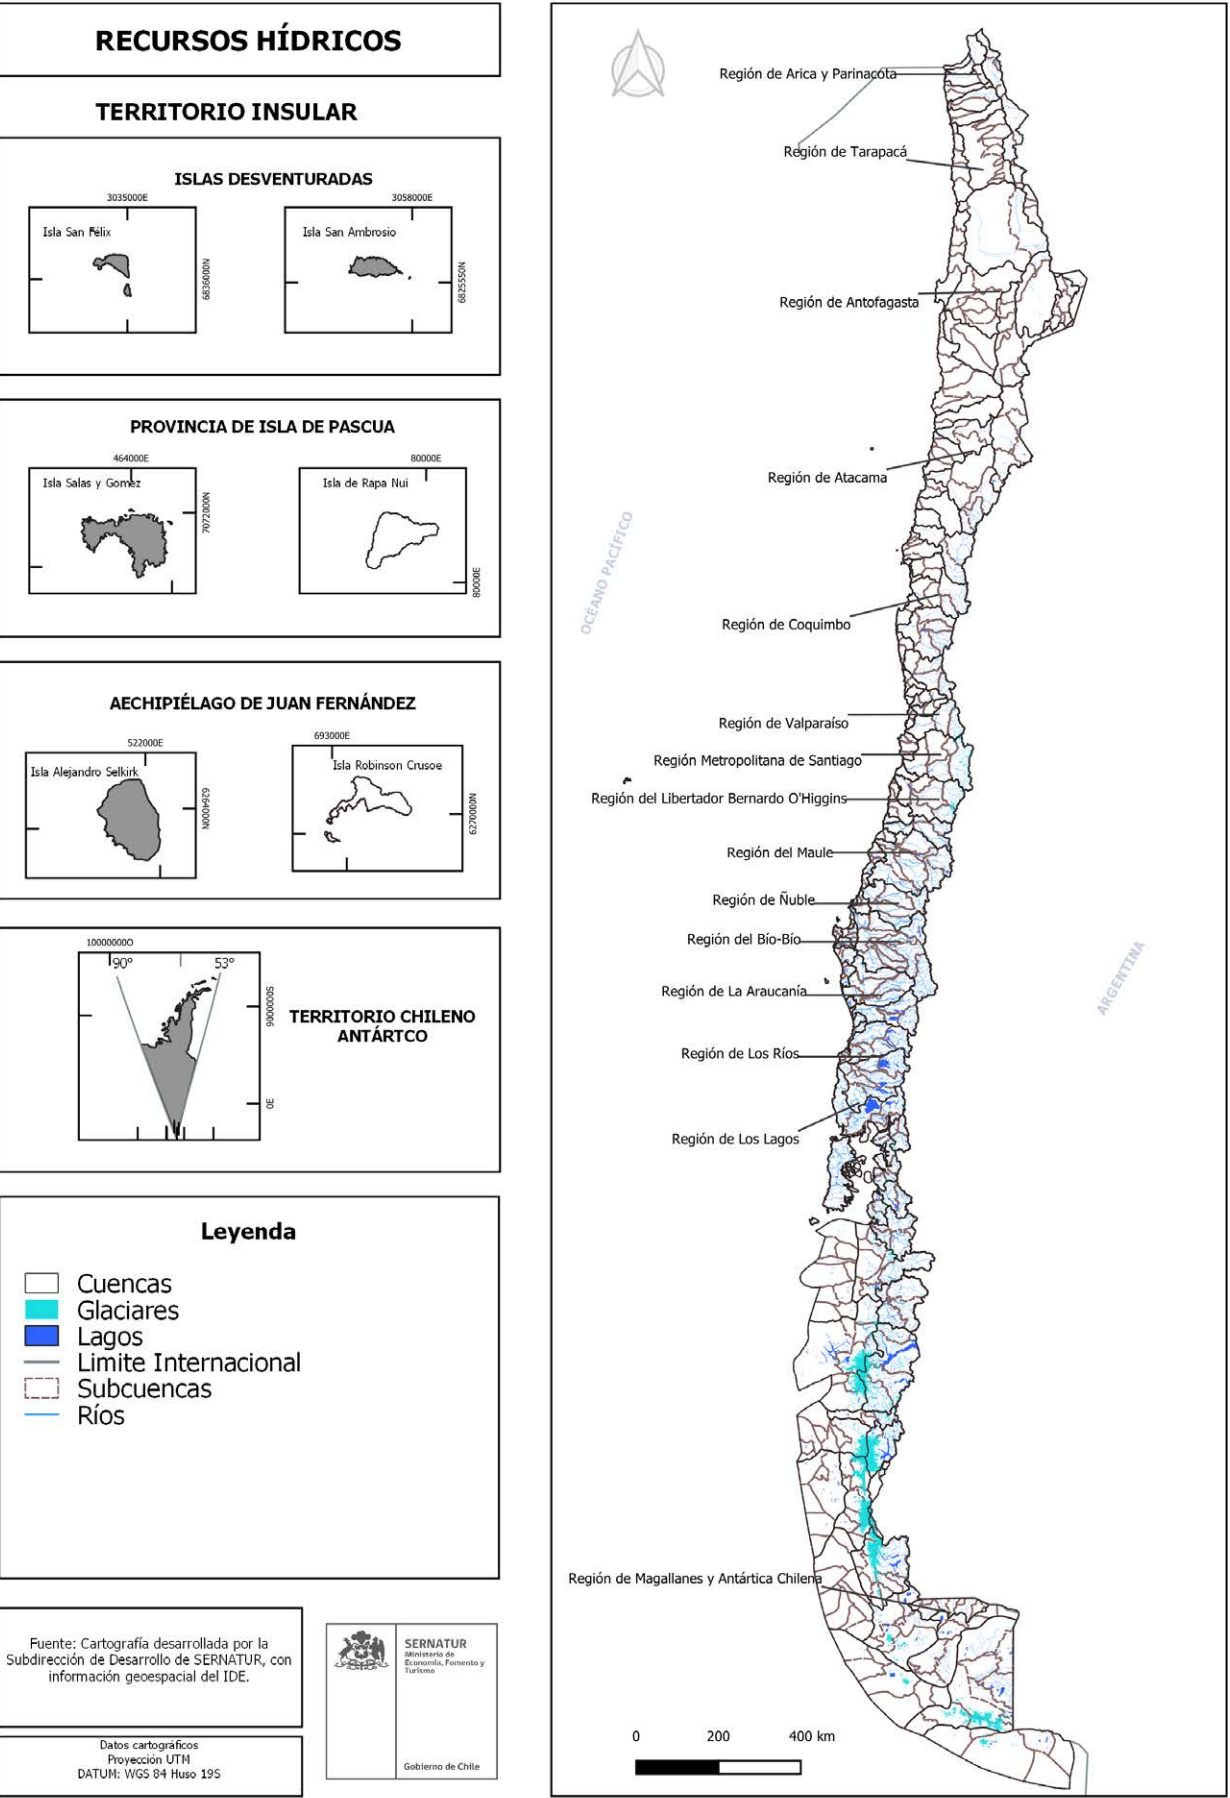 RECURSOS HÍDRICOS
TERRITORIO INSULAR
ISLAS DESVENTURADAS
3035000E
Isla San Félix
6836000N
3058000E
Isla San Ambrosio
6825550N
PROVINCIA DE ISLA DE PASCUA
464000E
Isla Salas y Gomez
7072000N
80000E
Isla de Rapa Nui
80000E
AECHIPIÉLAGO DE JUAN FERNÁNDEZ
522000E
Isla Alejandro Selkirk
6264000N
693000E
Isla Robinson Crusoe
6270000N
10000000O
90°
53°
9000000S
0E
TERRITORIO CHILENO
ANTÁRTCO
Leyenda
Cuencas
Glaciares
Lagos
Limite Internacional
Subcuencas
Ríos
Fuente: Cartografía desarrollada por la
Subdirección de Desarrollo de SERNATUR, con
información geoespacial del IDE.
Datos cartográficos
Proyección UTM
DATUM: WGS 84 Huso 19S
SERNATUR
Ministerio de
Economía, Fomento y
Turismo
Gobierno de Chile
Región de Arica y Parinacota
Región de Tarapacá
Región de Antofagasta
Región de Atacama
OCÉANO PACÍFICO
Región de Coquimbo
Región de Valparaíso
Región Metropolitana de Santiago
Región del Libertador Bernardo O'Higgins
Región del Maule
Región de Ñuble
Región del Bío-Bío
ARGENTINA
Región de La Araucanía
Región de Los Ríos
Región de Los Lagos
Región de Magallanes y Antártica Chilena
0 200 400 km